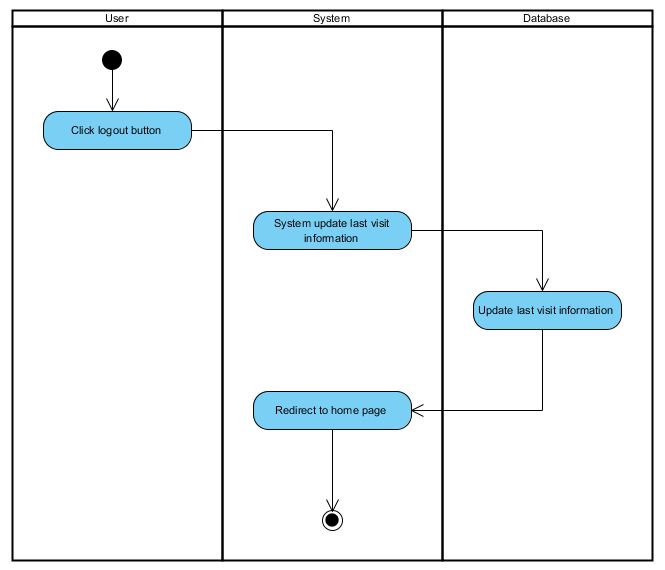 User
System
Database
Click logout button
System update last visit
information
Update last visit information
Redirect to home page